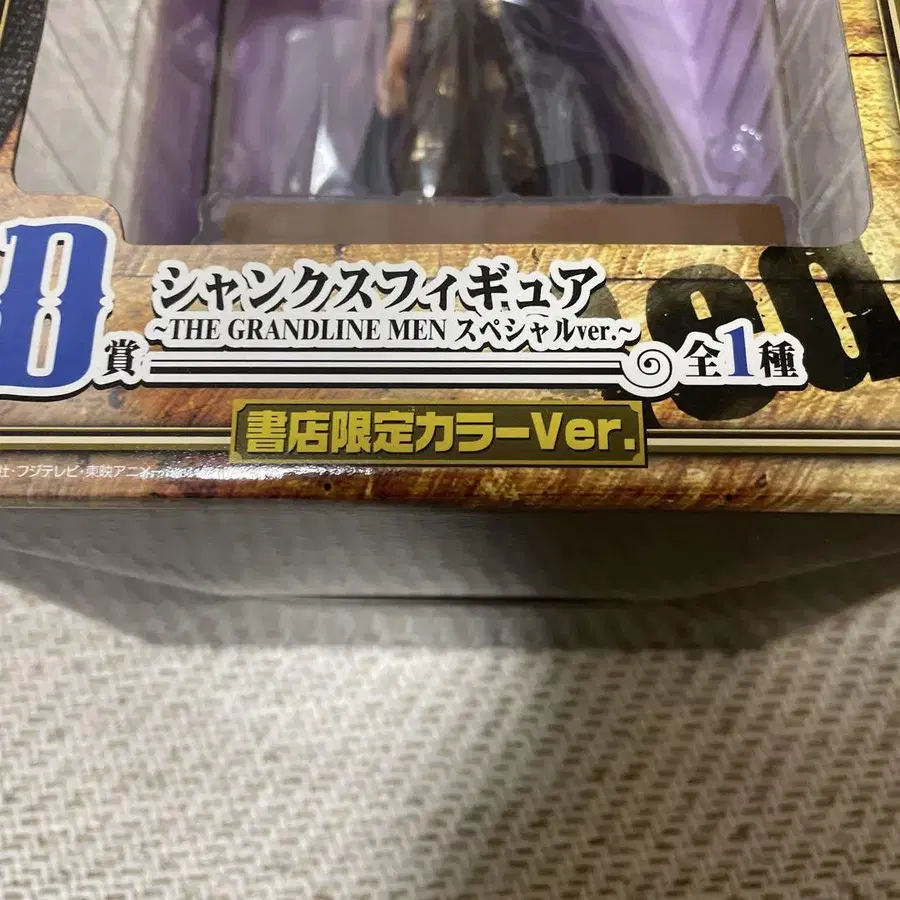 D賞
シャンクスフィギュア
~THE GRANDLINE MEN スペシャルver.~
全1種
書店限定カラーVer.
社・フジテレビ・東映アニメ